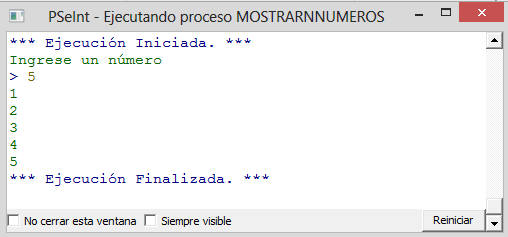 PSeInt - Ejecutando proceso MOSTRARNNUMEROS
*** Ejecución Iniciada. ***
Ingrese un número
> 5
1
2
3
4
5
*** Ejecución Finalizada. ***
No cerrar esta ventana Siempre visible Reiniciar